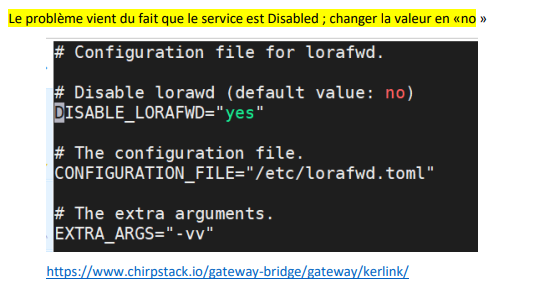 Le problème vient du fait que le service est Disabled ; changer la valeur en «no »
# Configuration file for lorafwd.
# Disable lorawd (default value: no)
DISABLE_LORAFWD="yes"
# The configuration file.
CONFIGURATION_FILE="/etc/lorafwd.toml"
# The extra arguments.
EXTRA_ARGS="-vv"
https://www.chirpstack.io/gateway-bridge/gateway/kerlink/